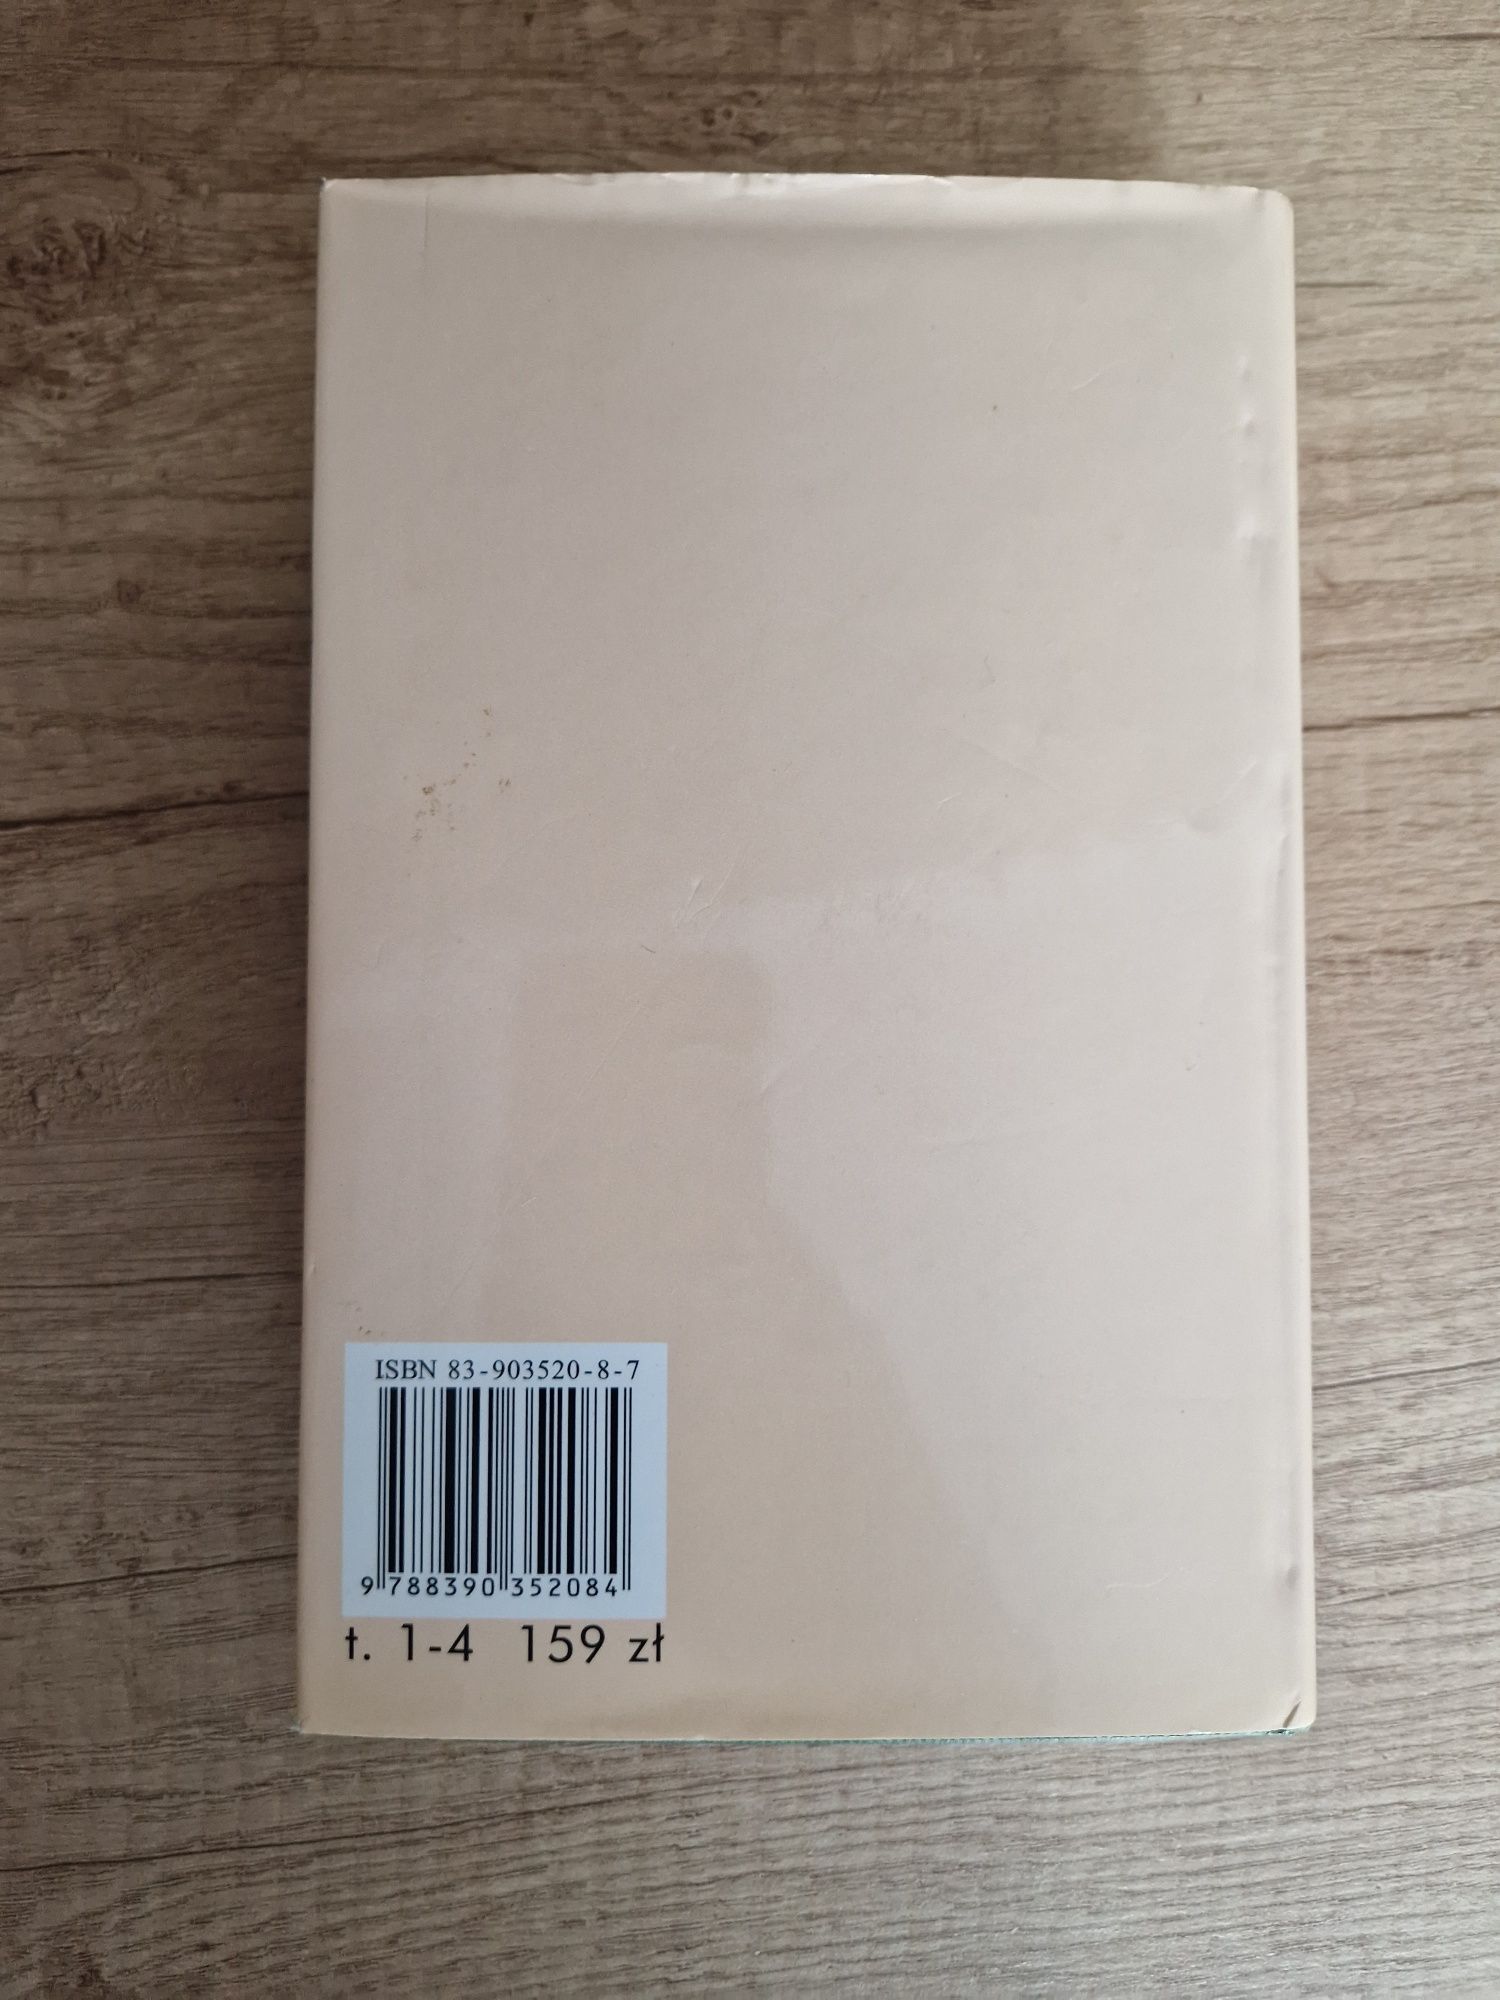 ISBN 83-903520-8-7
9 788390 352084
t. 1-4 159 zł